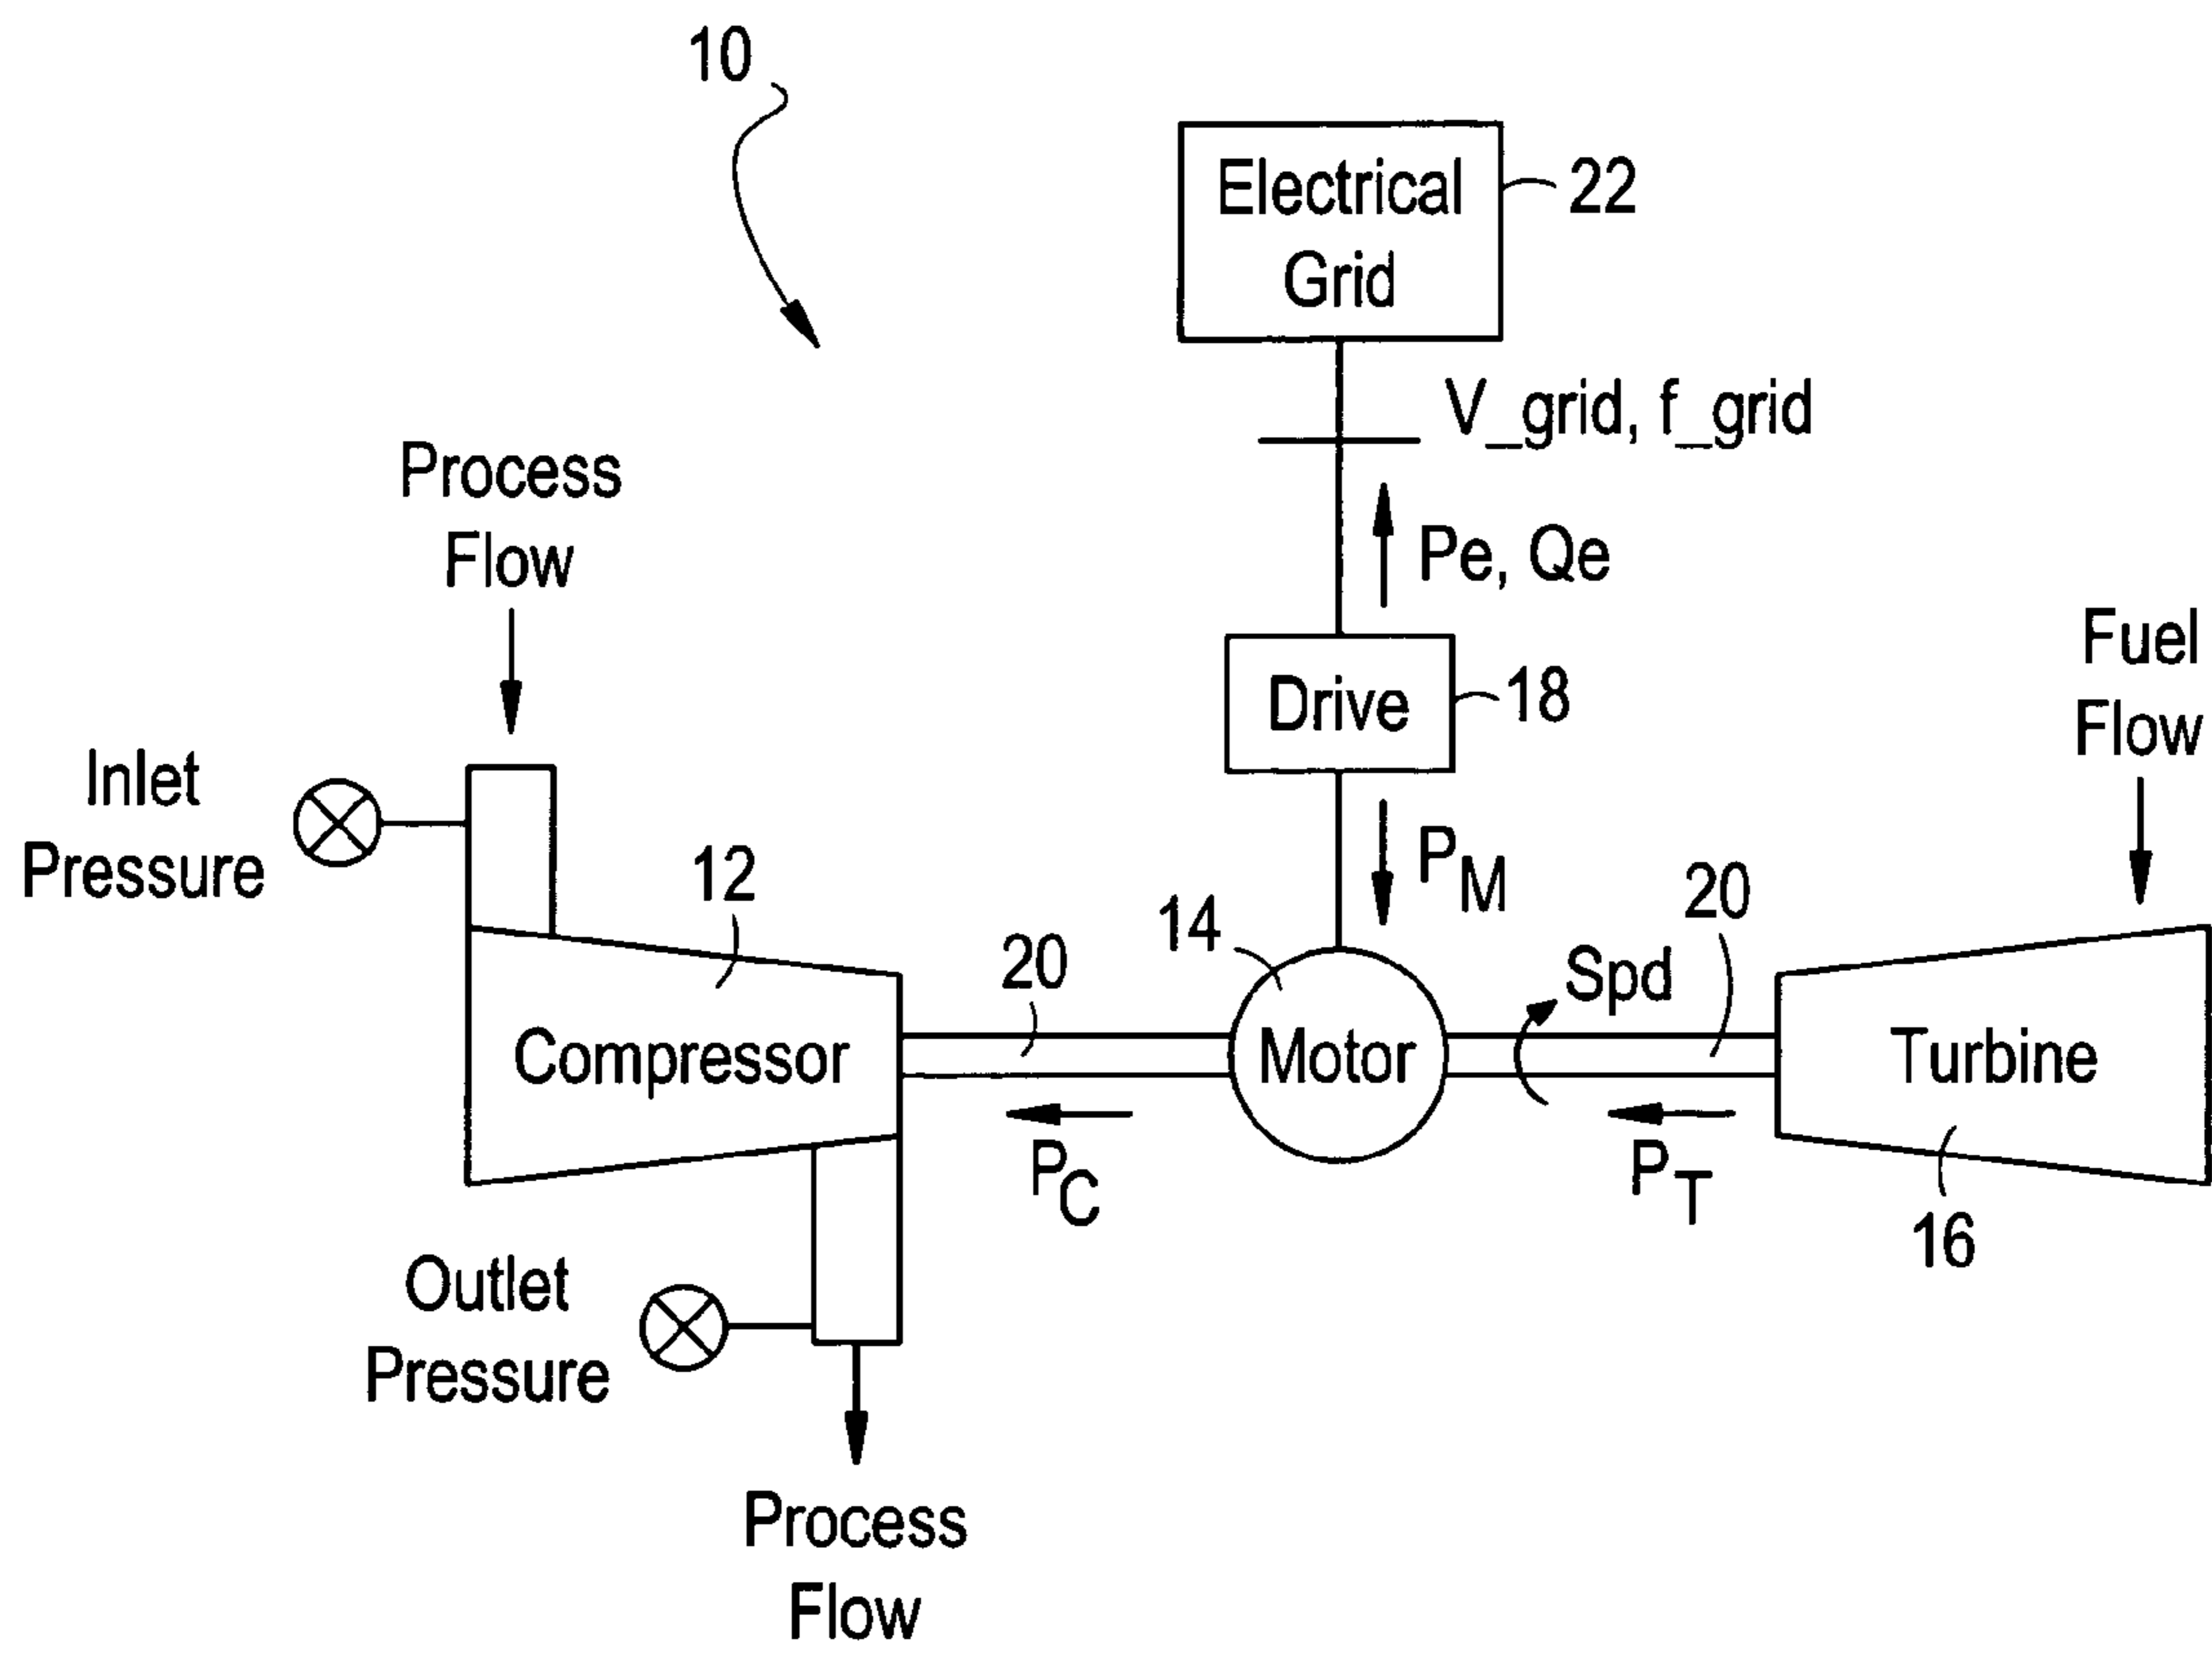 10
Electrical
Grid
22
V_grid, f_grid
Process
Flow
Pe, Qe
Fuel
Flow
Drive
18
Inlet
Pressure
P_M
12
14
20
20
Spd
Compressor
Motor
Turbine
P_C
P_T
16
Outlet
Pressure
Process
Flow